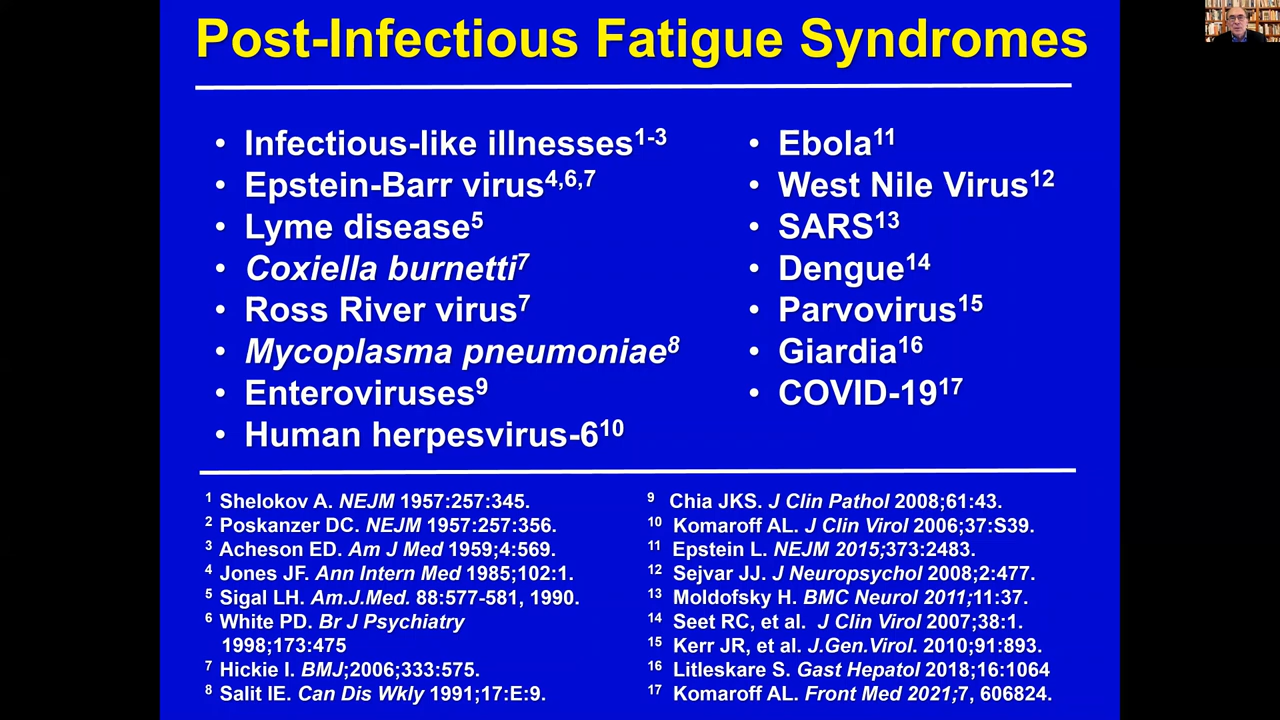 Post-Infectious Fatigue Syndromes
• Infectious-like illnesses1-3
• Epstein-Barr virus4,6,7
• Lyme disease5
• Coxiella burnetti7
• Ross River virus7
• Mycoplasma pneumoniae8
• Enteroviruses9
• Human herpesvirus-610
• Ebola11
• West Nile Virus12
• SARS13
• Dengue14
• Parvovirus15
• Giardia16
• COVID-1917
1 Shelokov A. NEJM 1957:257:345.
2 Poskanzer DC. NEJM 1957:257:356.
3 Acheson ED. Am J Med 1959;4:569.
4 Jones JF. Ann Intern Med 1985;102:1.
5 Sigal LH. Am.J.Med. 88:577-581, 1990.
6 White PD. Br J Psychiatry
1998;173:475
7 Hickie I. BMJ;2006;333:575.
8 Salit IE. Can Dis Wkly 1991;17:E:9.
9 Chia JKS. J Clin Pathol 2008;61:43.
10 Komaroff AL. J Clin Virol 2006;37:S39.
11 Epstein L. NEJM 2015;373:2483.
12 Sejvar JJ. J Neuropsychol 2008;2:477.
13 Moldofsky H. BMC Neurol 2011;11:37.
14 Seet RC, et al. J Clin Virol 2007;38:1.
15 Kerr JR, et al. J.Gen.Virol. 2010;91:893.
16 Litleskare S. Gast Hepatol 2018;16:1064
17 Komaroff AL. Front Med 2021;7, 606824.